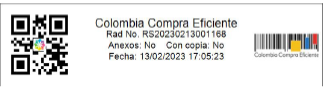 Colombia Compra Eficiente
Rad No. RS20230213001168
Anexos: No Con copia: No
Fecha: 13/02/2023 17:05:23
Colombia Compra Eficiente